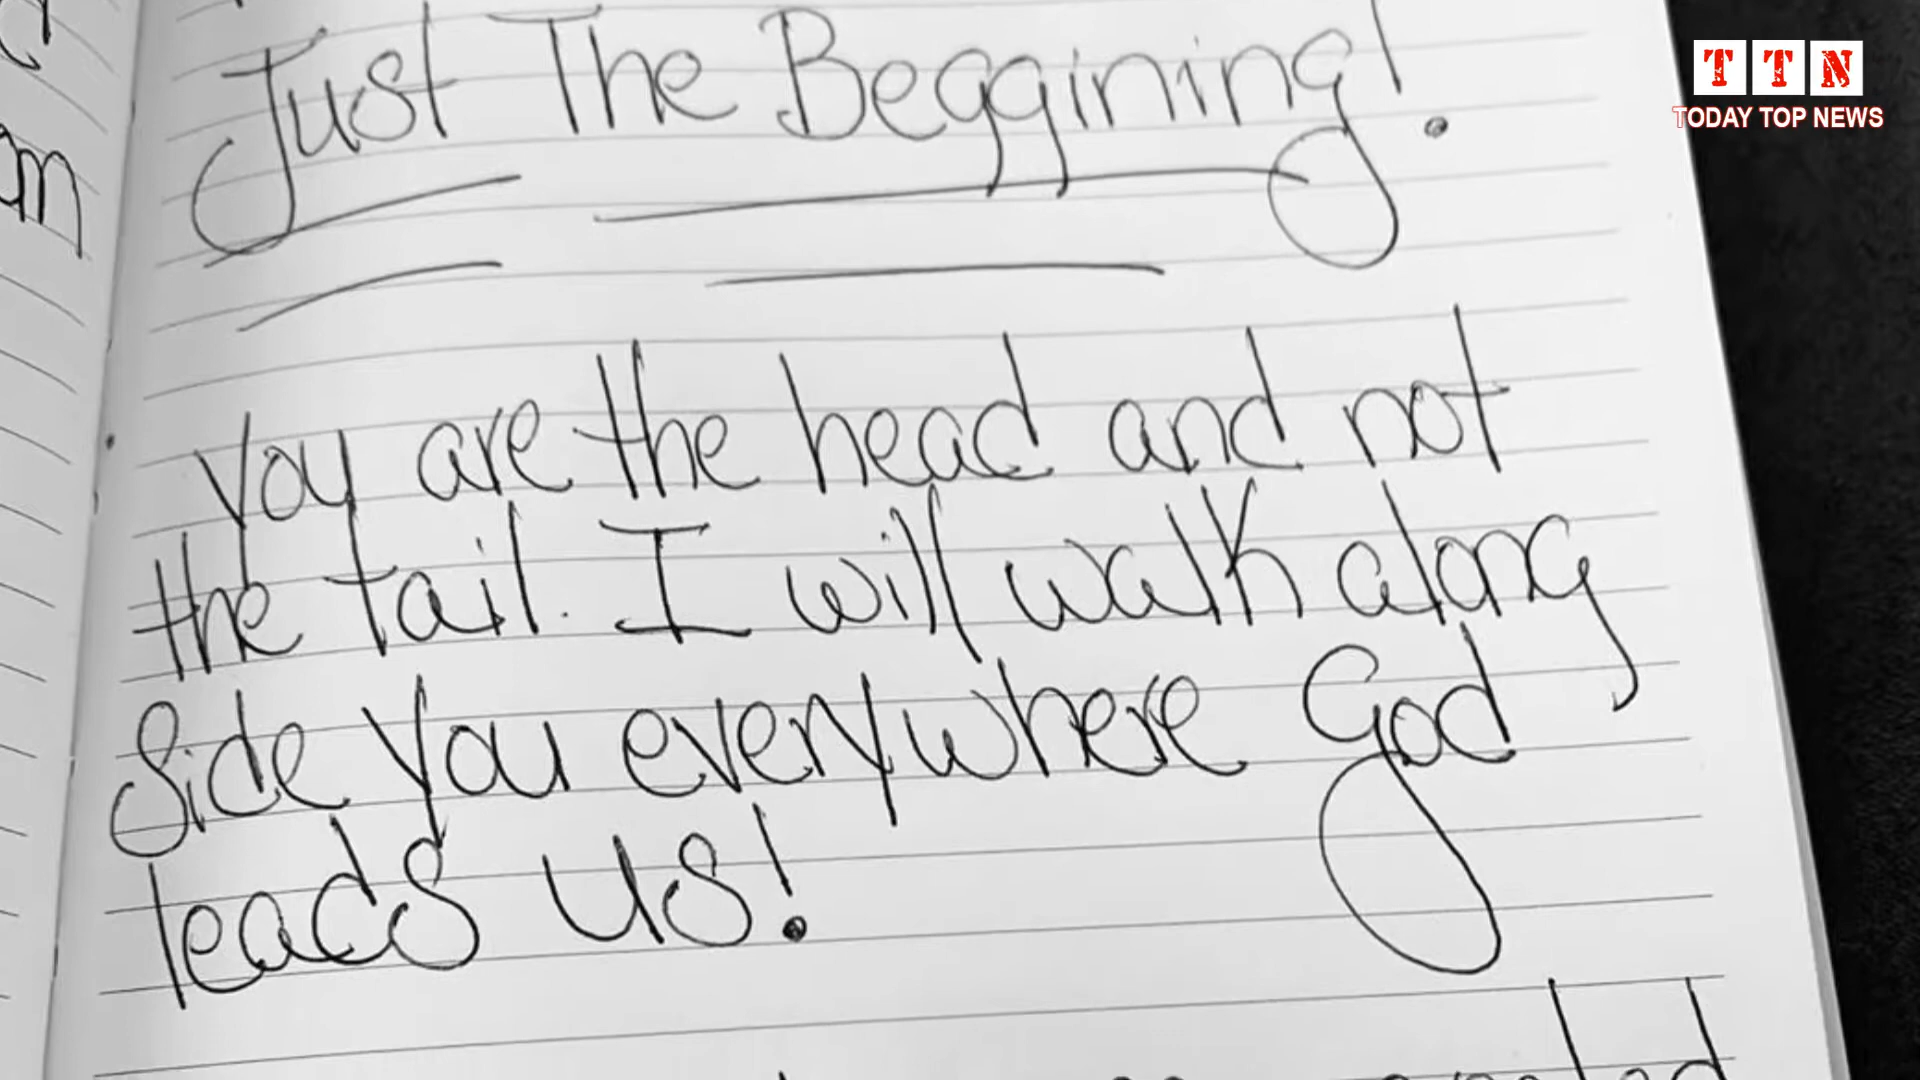 Just The Beggining!
you are the head and not
the tail. I will walk along
Side you everywhere God
leads us!
TTN
TODAY TOP NEWS